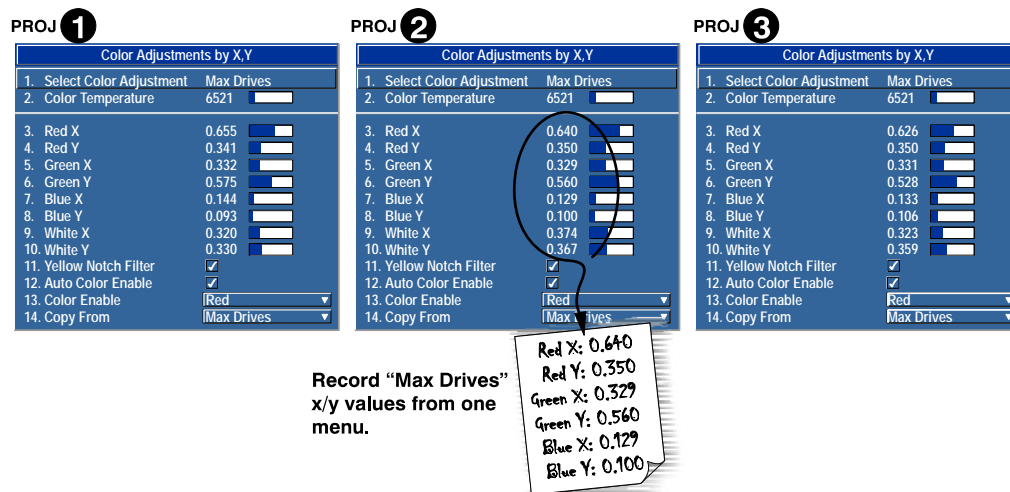 PROJ 1
Color Adjustments by X,Y
1. Select Color Adjustment Max Drives
2. Color Temperature 6521
3. Red X 0.655
4. Red Y 0.341
5. Green X 0.332
6. Green Y 0.575
7. Blue X 0.144
8. Blue Y 0.093
9. White X 0.320
10. White Y 0.330
11. Yellow Notch Filter
12. Auto Color Enable
13. Color Enable Red
14. Copy From Max Drives
PROJ 2
Color Adjustments by X,Y
1. Select Color Adjustment Max Drives
2. Color Temperature 6521
3. Red X 0.640
4. Red Y 0.350
5. Green X 0.329
6. Green Y 0.560
7. Blue X 0.129
8. Blue Y 0.100
9. White X 0.374
10. White Y 0.367
11. Yellow Notch Filter
12. Auto Color Enable
13. Color Enable Red
14. Copy From Max Drives
PROJ 3
Color Adjustments by X,Y
1. Select Color Adjustment Max Drives
2. Color Temperature 6521
3. Red X 0.626
4. Red Y 0.350
5. Green X 0.331
6. Green Y 0.528
7. Blue X 0.133
8. Blue Y 0.106
9. White X 0.323
10. White Y 0.359
11. Yellow Notch Filter
12. Auto Color Enable
13. Color Enable Red
14. Copy From Max Drives
Record “Max Drives”
x/y values from one
menu.
Red X: 0.640
Red Y: 0.350
Green X: 0.329
Green Y: 0.560
Blue X: 0.129
Blue Y: 0.100